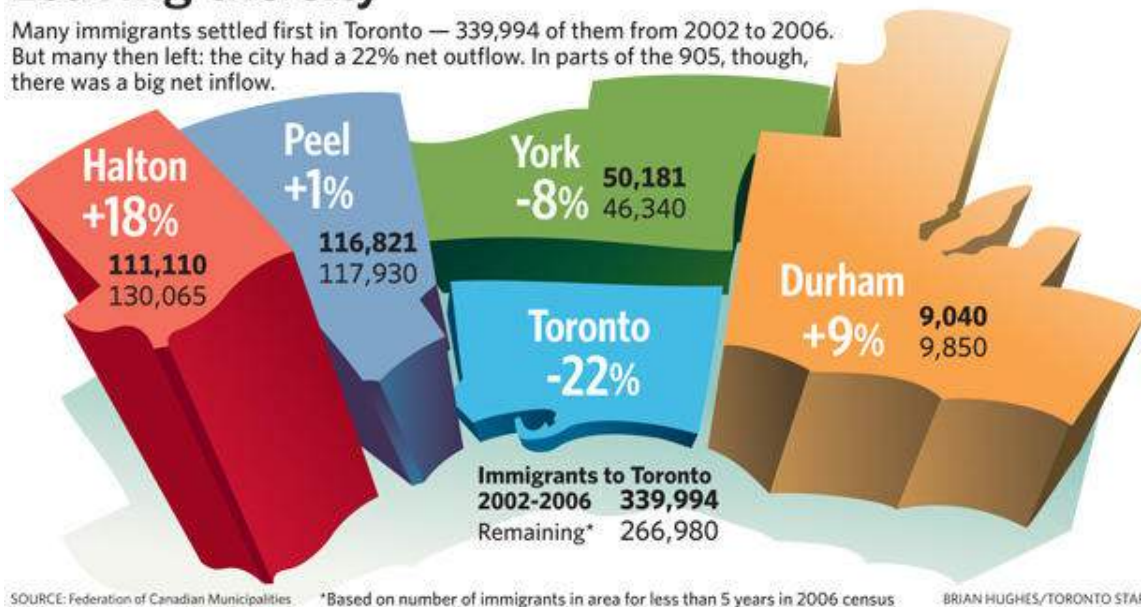 Many immigrants settled first in Toronto — 339,994 of them from 2002 to 2006.
But many then left: the city had a 22% net outflow. In parts of the 905, though,
there was a big net inflow.
Halton
+18%
111,110
130,065
Peel
+1%
116,821
117,930
York
-8%
50,181
46,340
Toronto
-22%
Durham
+9%
9,040
9,850
Immigrants to Toronto
2002-2006 339,994
Remaining* 266,980
SOURCE: Federation of Canadian Municipalities
*Based on number of immigrants in area for less than 5 years in 2006 census
BRIAN HUGHES/TORONTO STA